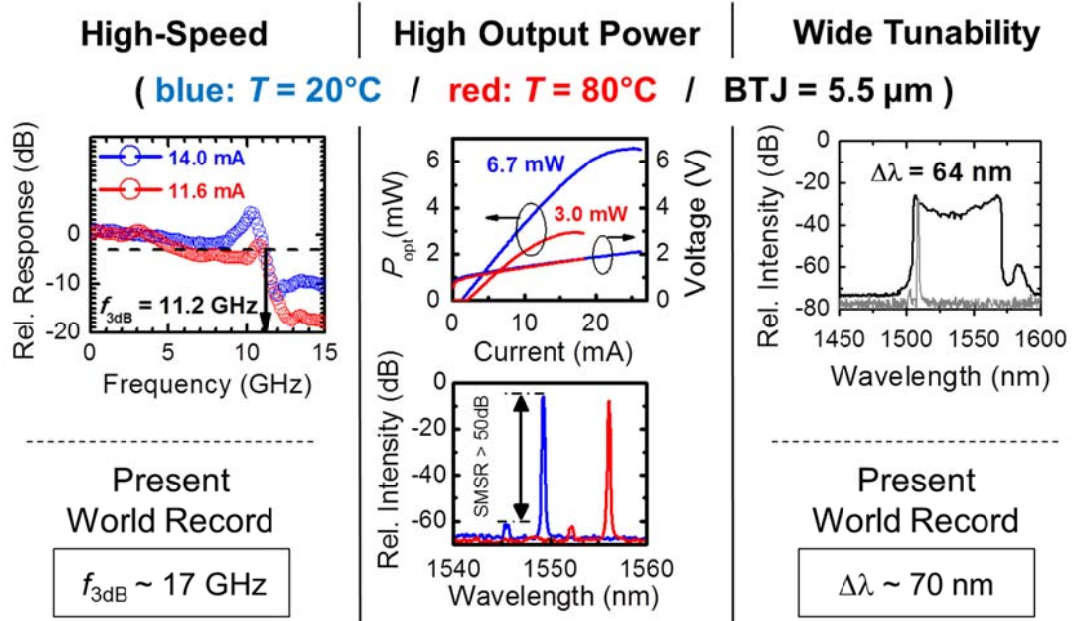 High-Speed
High Output Power
Wide Tunability
( blue: T = 20°C / red: T = 80°C / BTJ = 5.5 µm )
Rel. Response (dB)
14.0 mA
11.6 mA
0
-10
-20
f3dB = 11.2 GHz
0 5 10 15
Frequency (GHz)
Present
World Record
f3dB ~ 17 GHz
Popt (mW)
6
4
2
0
6.7 mW
3.0 mW
6
4
2
0
Voltage (V)
0 10 20
Current (mA)
Rel. Intensity (dB)
0
-20
-40
-60
SMSR > 50dB
1540 1550 1560
Wavelength (nm)
Rel. Intensity (dB)
0
-20
-40
-60
-80
Δλ = 64 nm
1450 1500 1550 1600
Wavelength (nm)
Present
World Record
Δλ ~ 70 nm